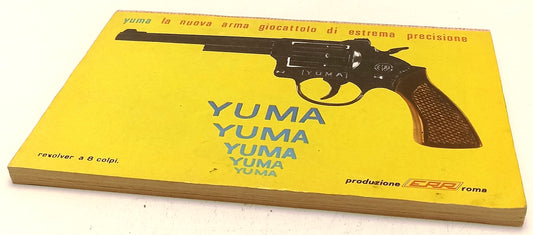 yuma la nuova arma giocattolo di estrema precisione
YUMA
YUMA
YUMA
YUMA
YUMA
YUMA
revolver a 8 colpi.
produzione ERRI roma